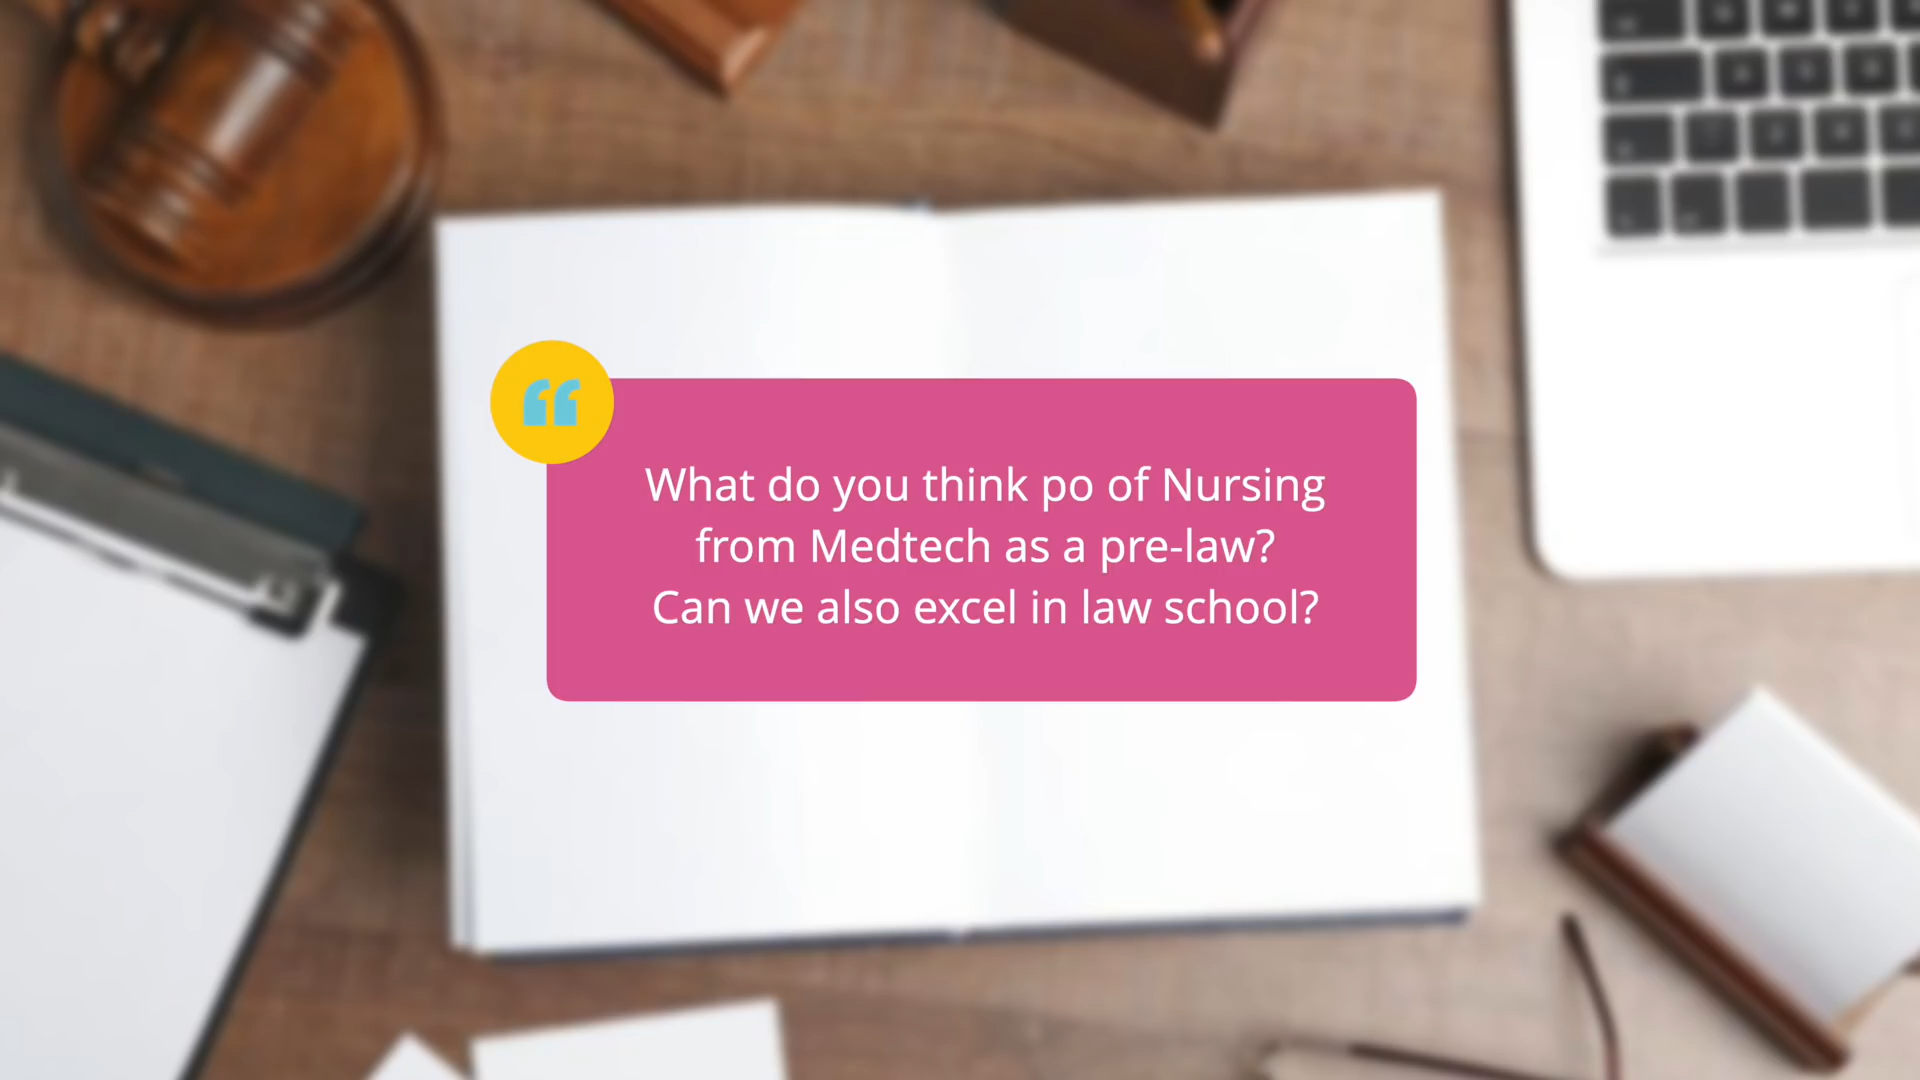 What do you think po of Nursing
from Medtech as a pre-law?
Can we also excel in law school?